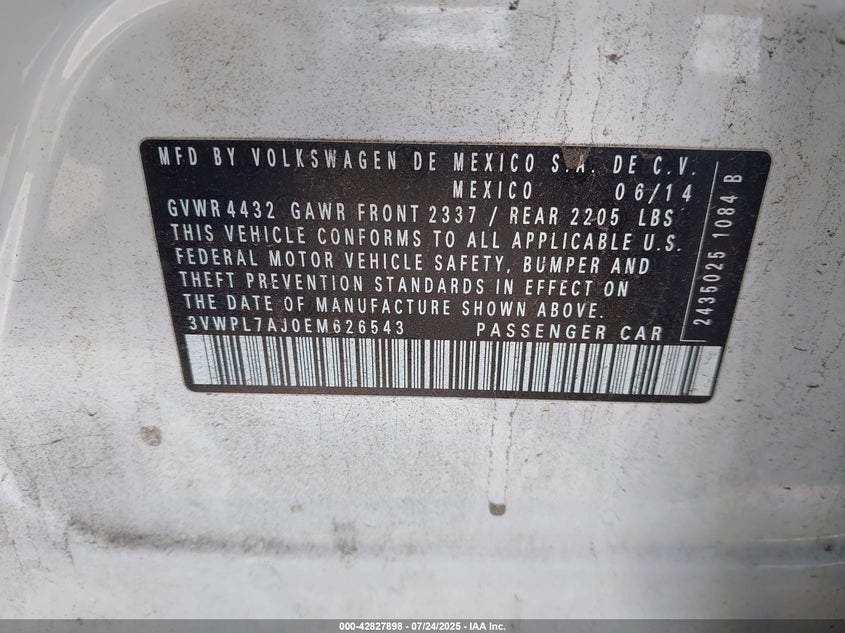 MFD BY VOLKSWAGEN DE MEXICO S.A. DE C.V.
MEXICO 06/14
GVWR 4432 GAWR FRONT 2337 / REAR 2205 LBS
THIS VEHICLE CONFORMS TO ALL APPLICABLE U.S.
FEDERAL MOTOR VEHICLE SAFETY, BUMPER AND
THEFT PREVENTION STANDARDS IN EFFECT ON
THE DATE OF MANUFACTURE SHOWN ABOVE.
3VWPL7AJ0EM626543 PASSENGER CAR
2435025 1084 B
000-42827898 - 07/24/2025 - IAA Inc.